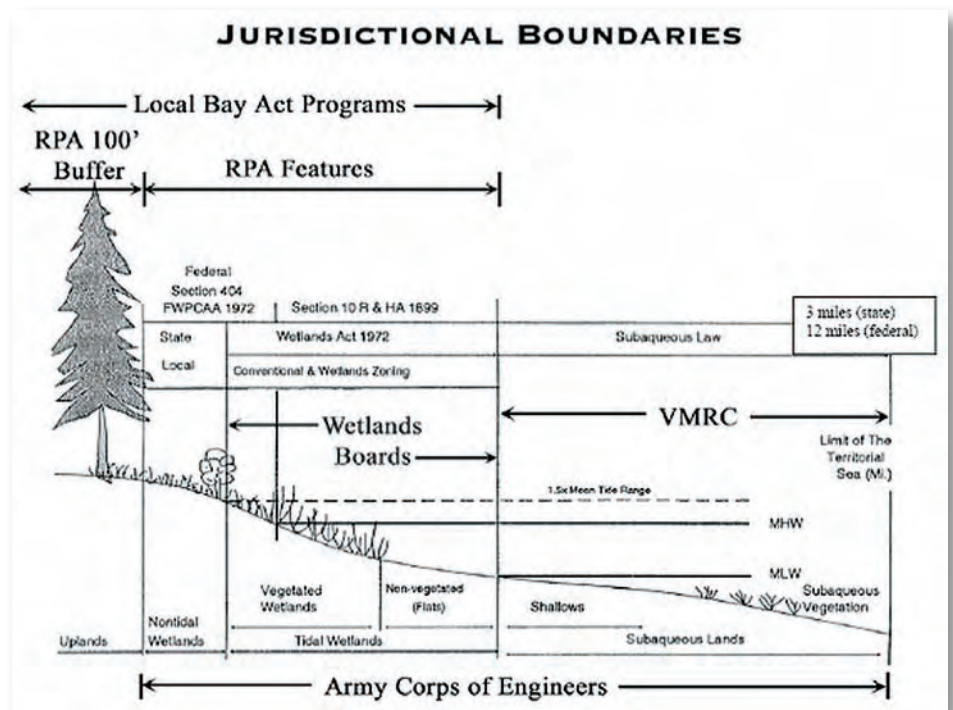 JURISDICTIONAL BOUNDARIES
Local Bay Act Programs
RPA 100’
Buffer
RPA Features
Federal
Section 404
FWPCAA 1972
Section 10 R & HA 1899
3 miles (state)
12 miles (federal)
State
Wetlands Act 1972
Subaqueous Law
Local
Conventional & Wetlands Zoning
Wetlands
Boards
VMRC
Limit of The
Territorial
Sea (Mi.)
1.5x Mean Tide Range
MHW
MLW
Vegetated
Wetlands
Non-vegetated
(Flats)
Shallows
Subaqueous
Vegetation
Uplands
Nontidal
Wetlands
Tidal Wetlands
Subaqueous Lands
Army Corps of Engineers